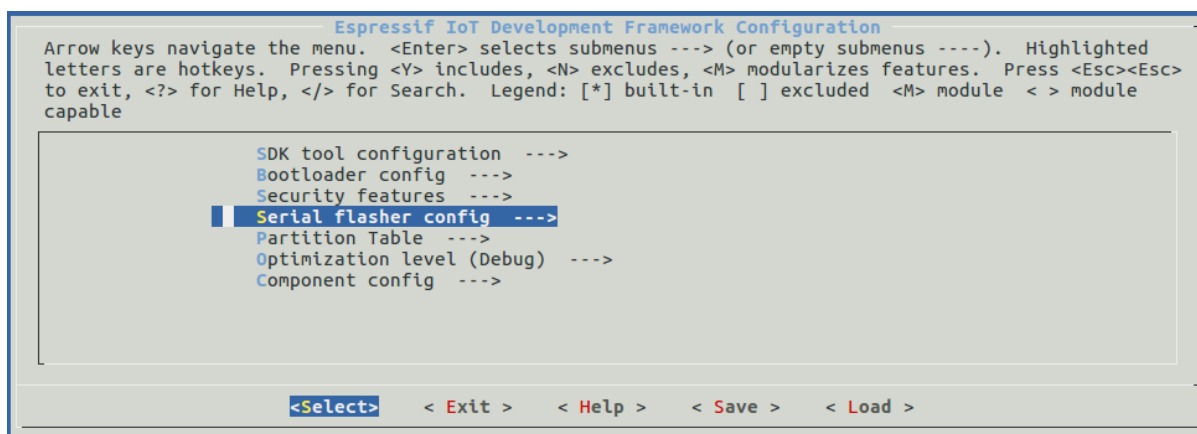 Espressif IoT Development Framework Configuration
Arrow keys navigate the menu.  <Enter> selects submenus ---> (or empty submenus ----).  Highlighted
letters are hotkeys.  Pressing <Y> includes, <N> excludes, <M> modularizes features.  Press <Esc><Esc>
to exit, <?> for Help, </> for Search.  Legend: [*] built-in  [ ] excluded  <M> module  < > module
capable
SDK tool configuration  --->
Bootloader config  --->
Security features  --->
Serial flasher config  --->
Partition Table  --->
Optimization level (Debug)  --->
Component config  --->
<Select>    < Exit >    < Help >    < Save >    < Load >